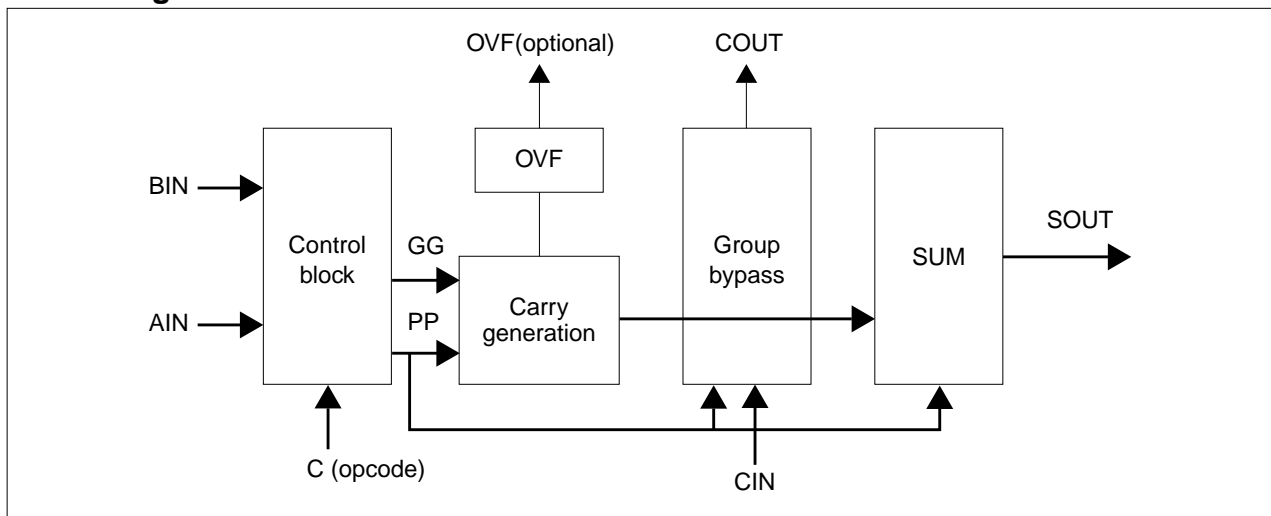 OVF(optional)
COUT
OVF
BIN
AIN
Control
block
GG
PP
Carry
generation
Group
bypass
SUM
SOUT
C (opcode)
CIN